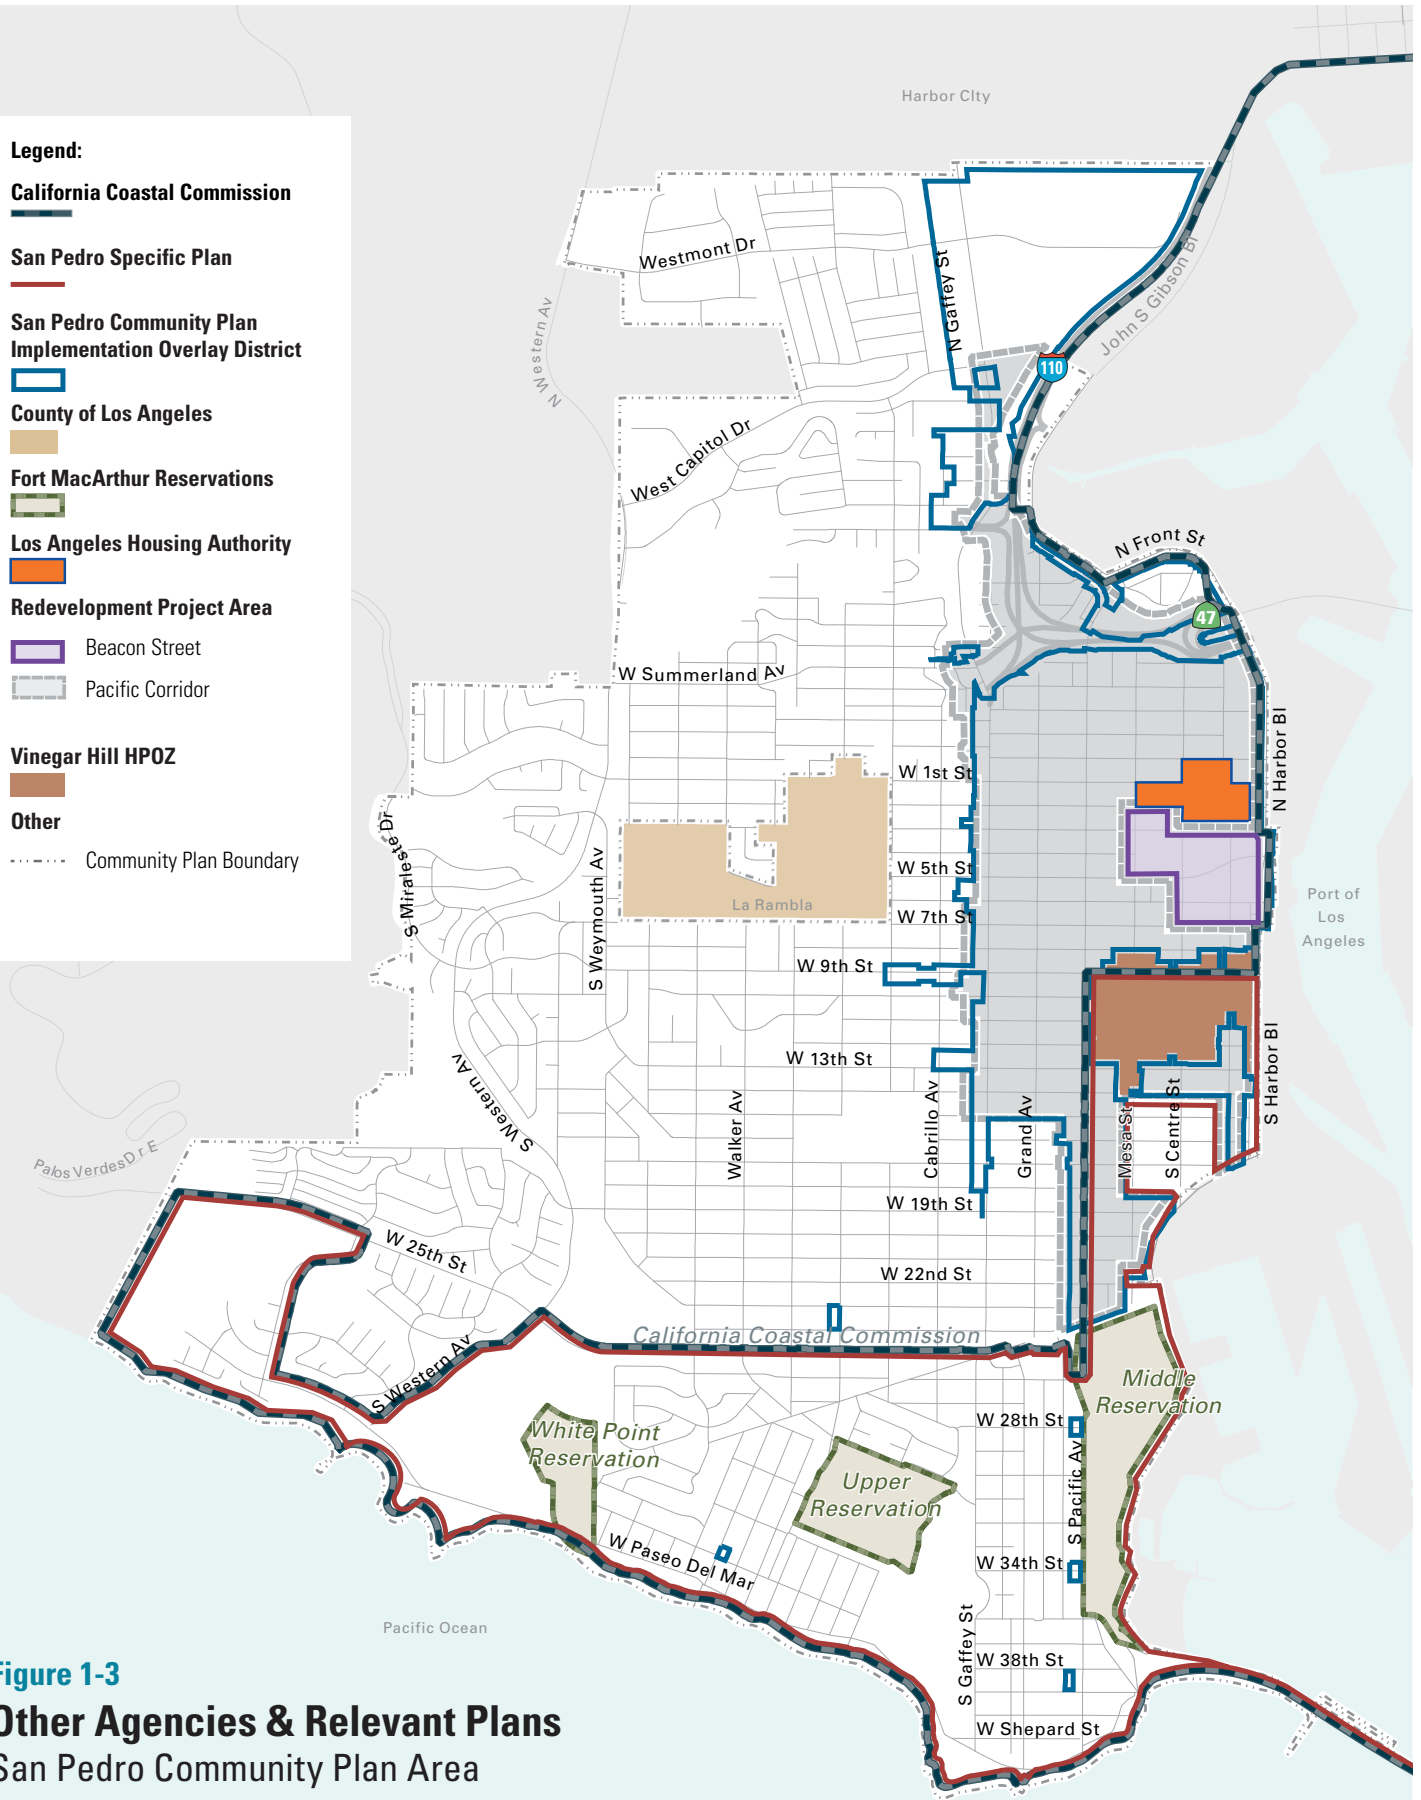 Harbor CIty
Legend:
California Coastal Commission
San Pedro Specific Plan
San Pedro Community Plan
Implementation Overlay District
County of Los Angeles
Fort MacArthur Reservations
Los Angeles Housing Authority
Redevelopment Project Area
Beacon Street
Pacific Corridor
Vinegar Hill HPOZ
Other
Community Plan Boundary
Westmont Dr
N Gaffey St
John S Gibson Bl
N Western Av
110
West Capitol Dr
N Front St
47
W Summerland Av
N Harbor Bl
W 1st St
S Miraleste Dr
S Weymouth Av
W 5th St
La Rambla
W 7th St
Port of
Los
Angeles
W 9th St
S Harbor Bl
W 13th St
S Western Av
Walker Av
Cabrillo Av
Grand Av
Mesa St
S Centre St
Palos Verdes Dr E
W 19th St
W 25th St
W 22nd St
California Coastal Commission
S Western Av
Middle
Reservation
W 28th St
White Point
Reservation
Upper
Reservation
S Pacific Av
W Paseo Del Mar
W 34th St
Pacific Ocean
S Gaffey St
W 38th St
W Shepard St
Figure 1-3
Other Agencies & Relevant Plans
San Pedro Community Plan Area